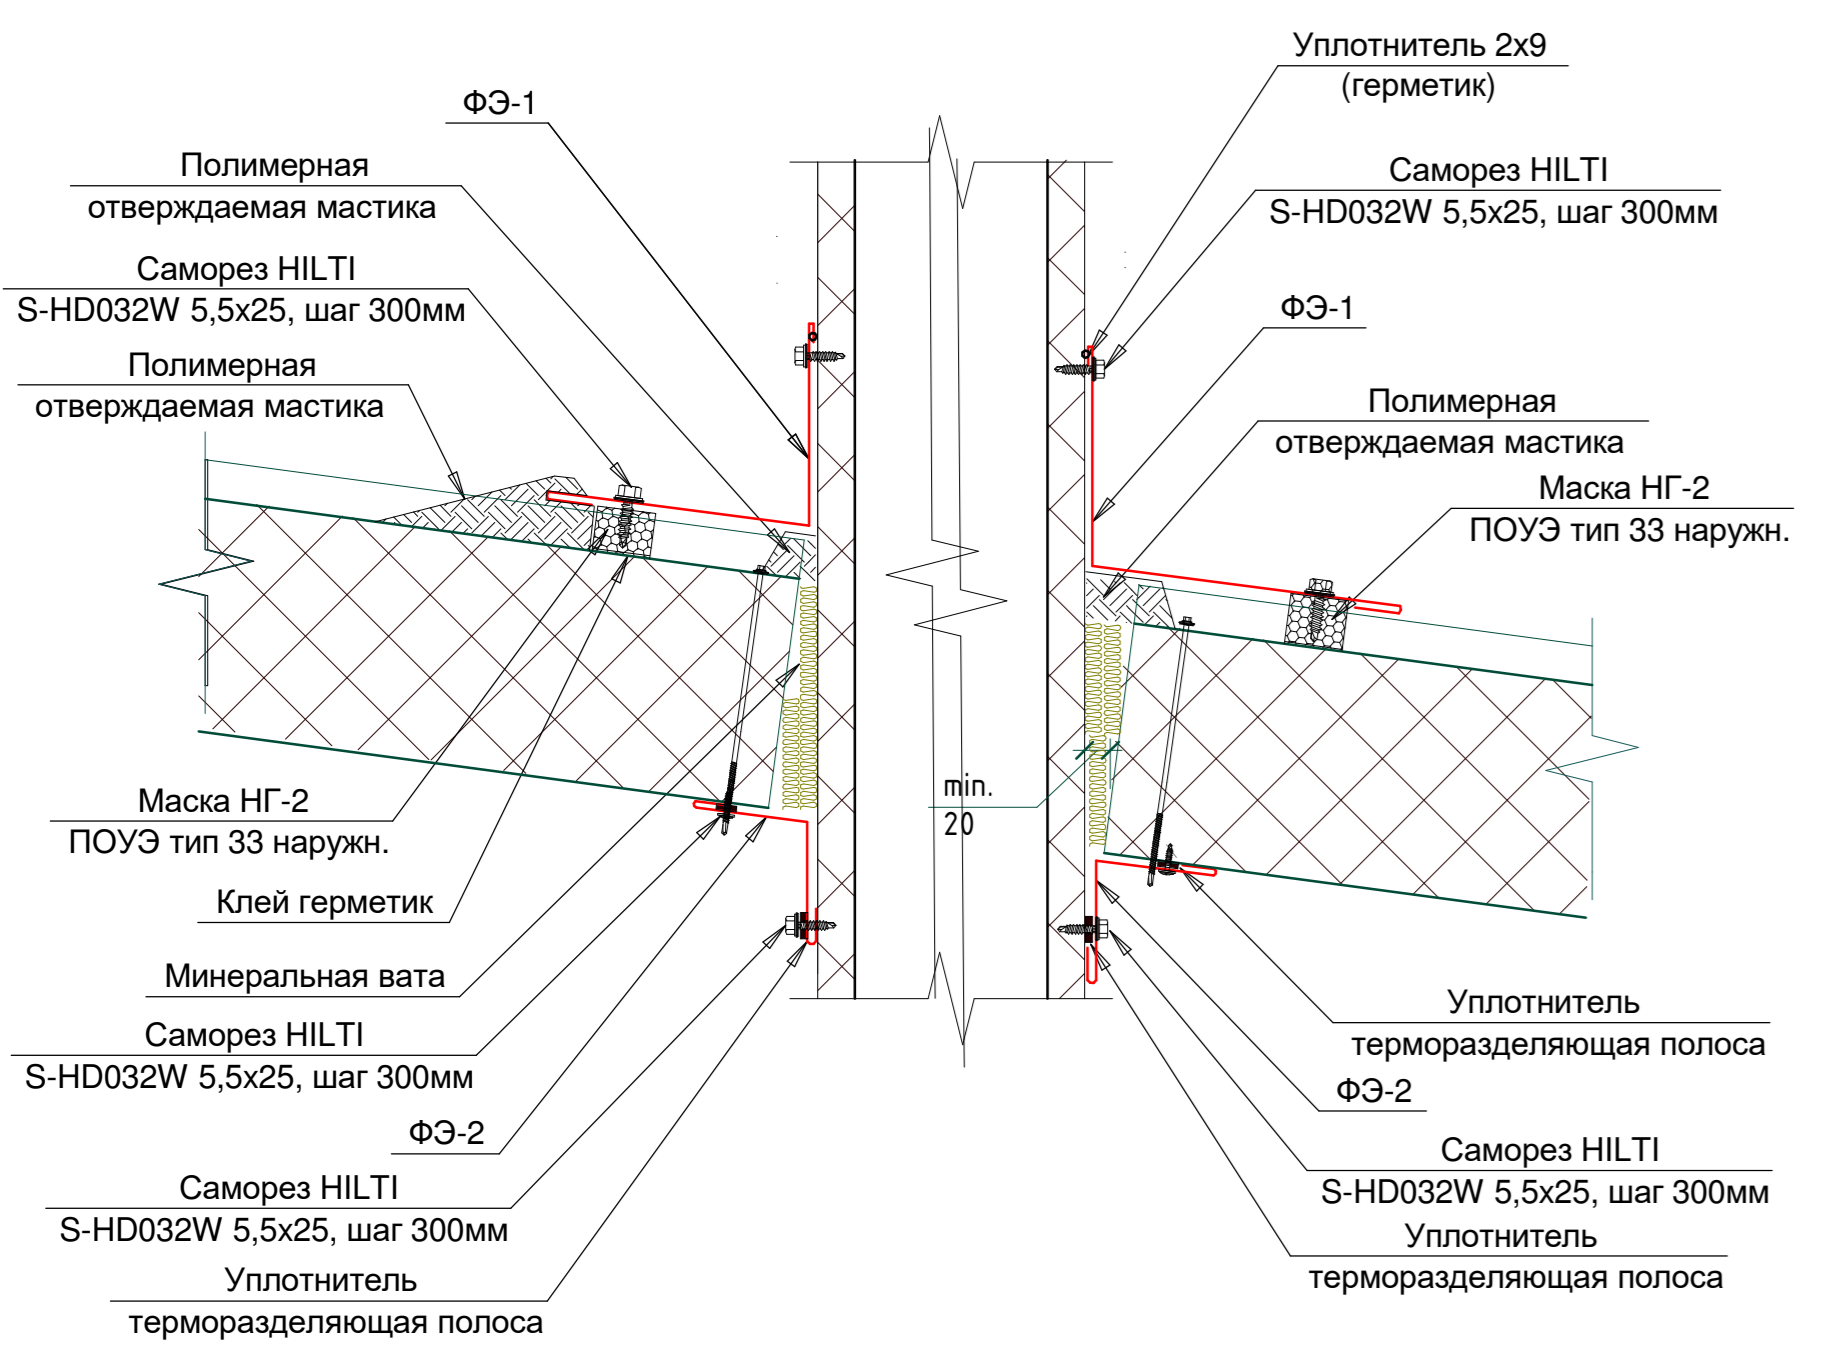 ФЭ-1
Полимерная
отверждаемая мастика
Саморез HILTI
S-HD032W 5,5x25, шаг 300мм
Полимерная
отверждаемая мастика
Маска НГ-2
ПОУЭ тип 33 наружн.
Клей герметик
Минеральная вата
Саморез HILTI
S-HD032W 5,5x25, шаг 300мм
ФЭ-2
Саморез HILTI
S-HD032W 5,5x25, шаг 300мм
Уплотнитель
терморазделяющая полоса
min.
20
Уплотнитель 2x9
(герметик)
Саморез HILTI
S-HD032W 5,5x25, шаг 300мм
ФЭ-1
Полимерная
отверждаемая мастика
Маска НГ-2
ПОУЭ тип 33 наружн.
Уплотнитель
терморазделяющая полоса
ФЭ-2
Саморез HILTI
S-HD032W 5,5x25, шаг 300мм
Уплотнитель
терморазделяющая полоса